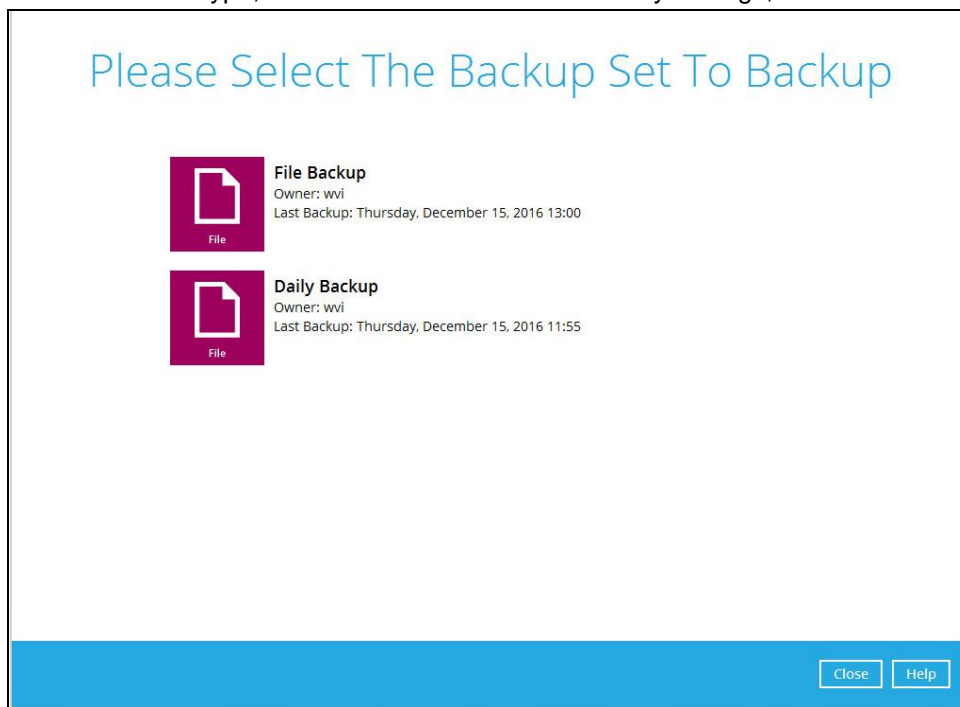 Please Select The Backup Set To Backup
File Backup
Owner: wvi
Last Backup: Thursday, December 15, 2016 13:00
File
Daily Backup
Owner: wvi
Last Backup: Thursday, December 15, 2016 11:55
File
Close Help